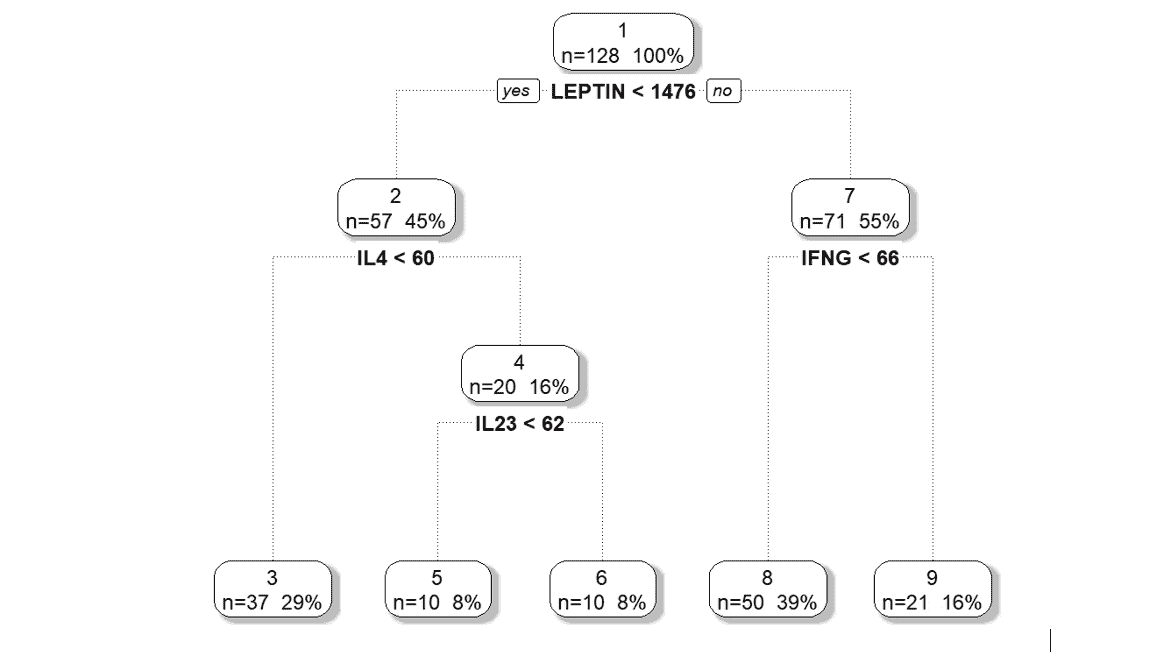 1
n=128 100%
yes LEPTIN < 1476 no
2
n=57 45%
7
n=71 55%
IL4 < 60
IFNG < 66
4
n=20 16%
IL23 < 62
3
n=37 29%
5
n=10 8%
6
n=10 8%
8
n=50 39%
9
n=21 16%